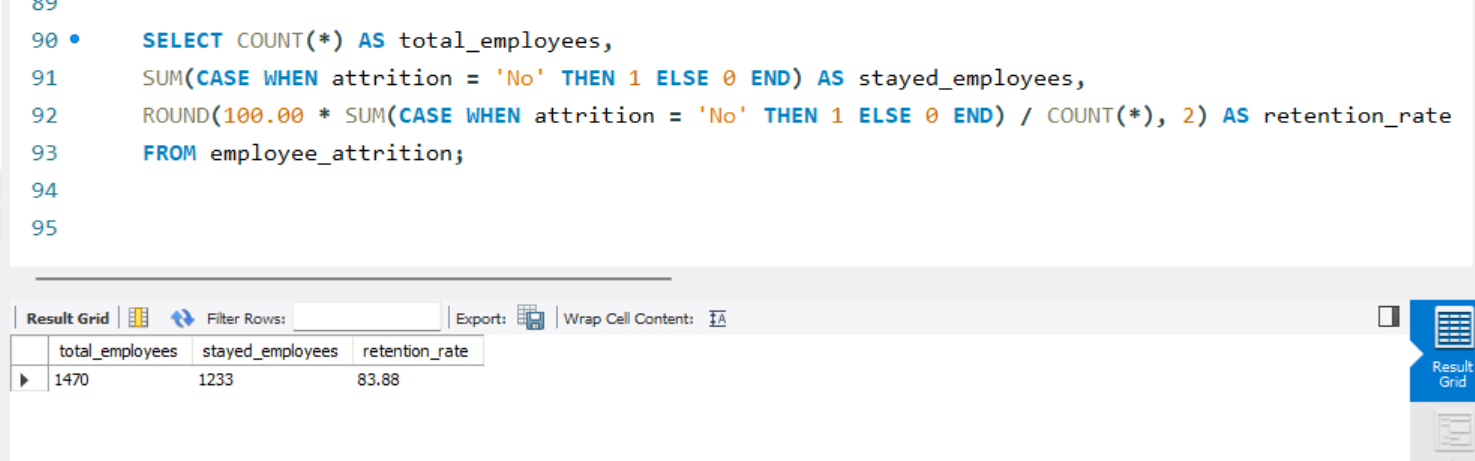 89
90 SELECT COUNT(*) AS total_employees,
91 SUM(CASE WHEN attrition = 'No' THEN 1 ELSE 0 END) AS stayed_employees,
92 ROUND(100.00 * SUM(CASE WHEN attrition = 'No' THEN 1 ELSE 0 END) / COUNT(*), 2) AS retention_rate
93 FROM employee_attrition;
94
95
Result Grid Filter Rows: Export: Wrap Cell Content: IA
total_employees stayed_employees retention_rate
1470 1233 83.88
Result
Grid